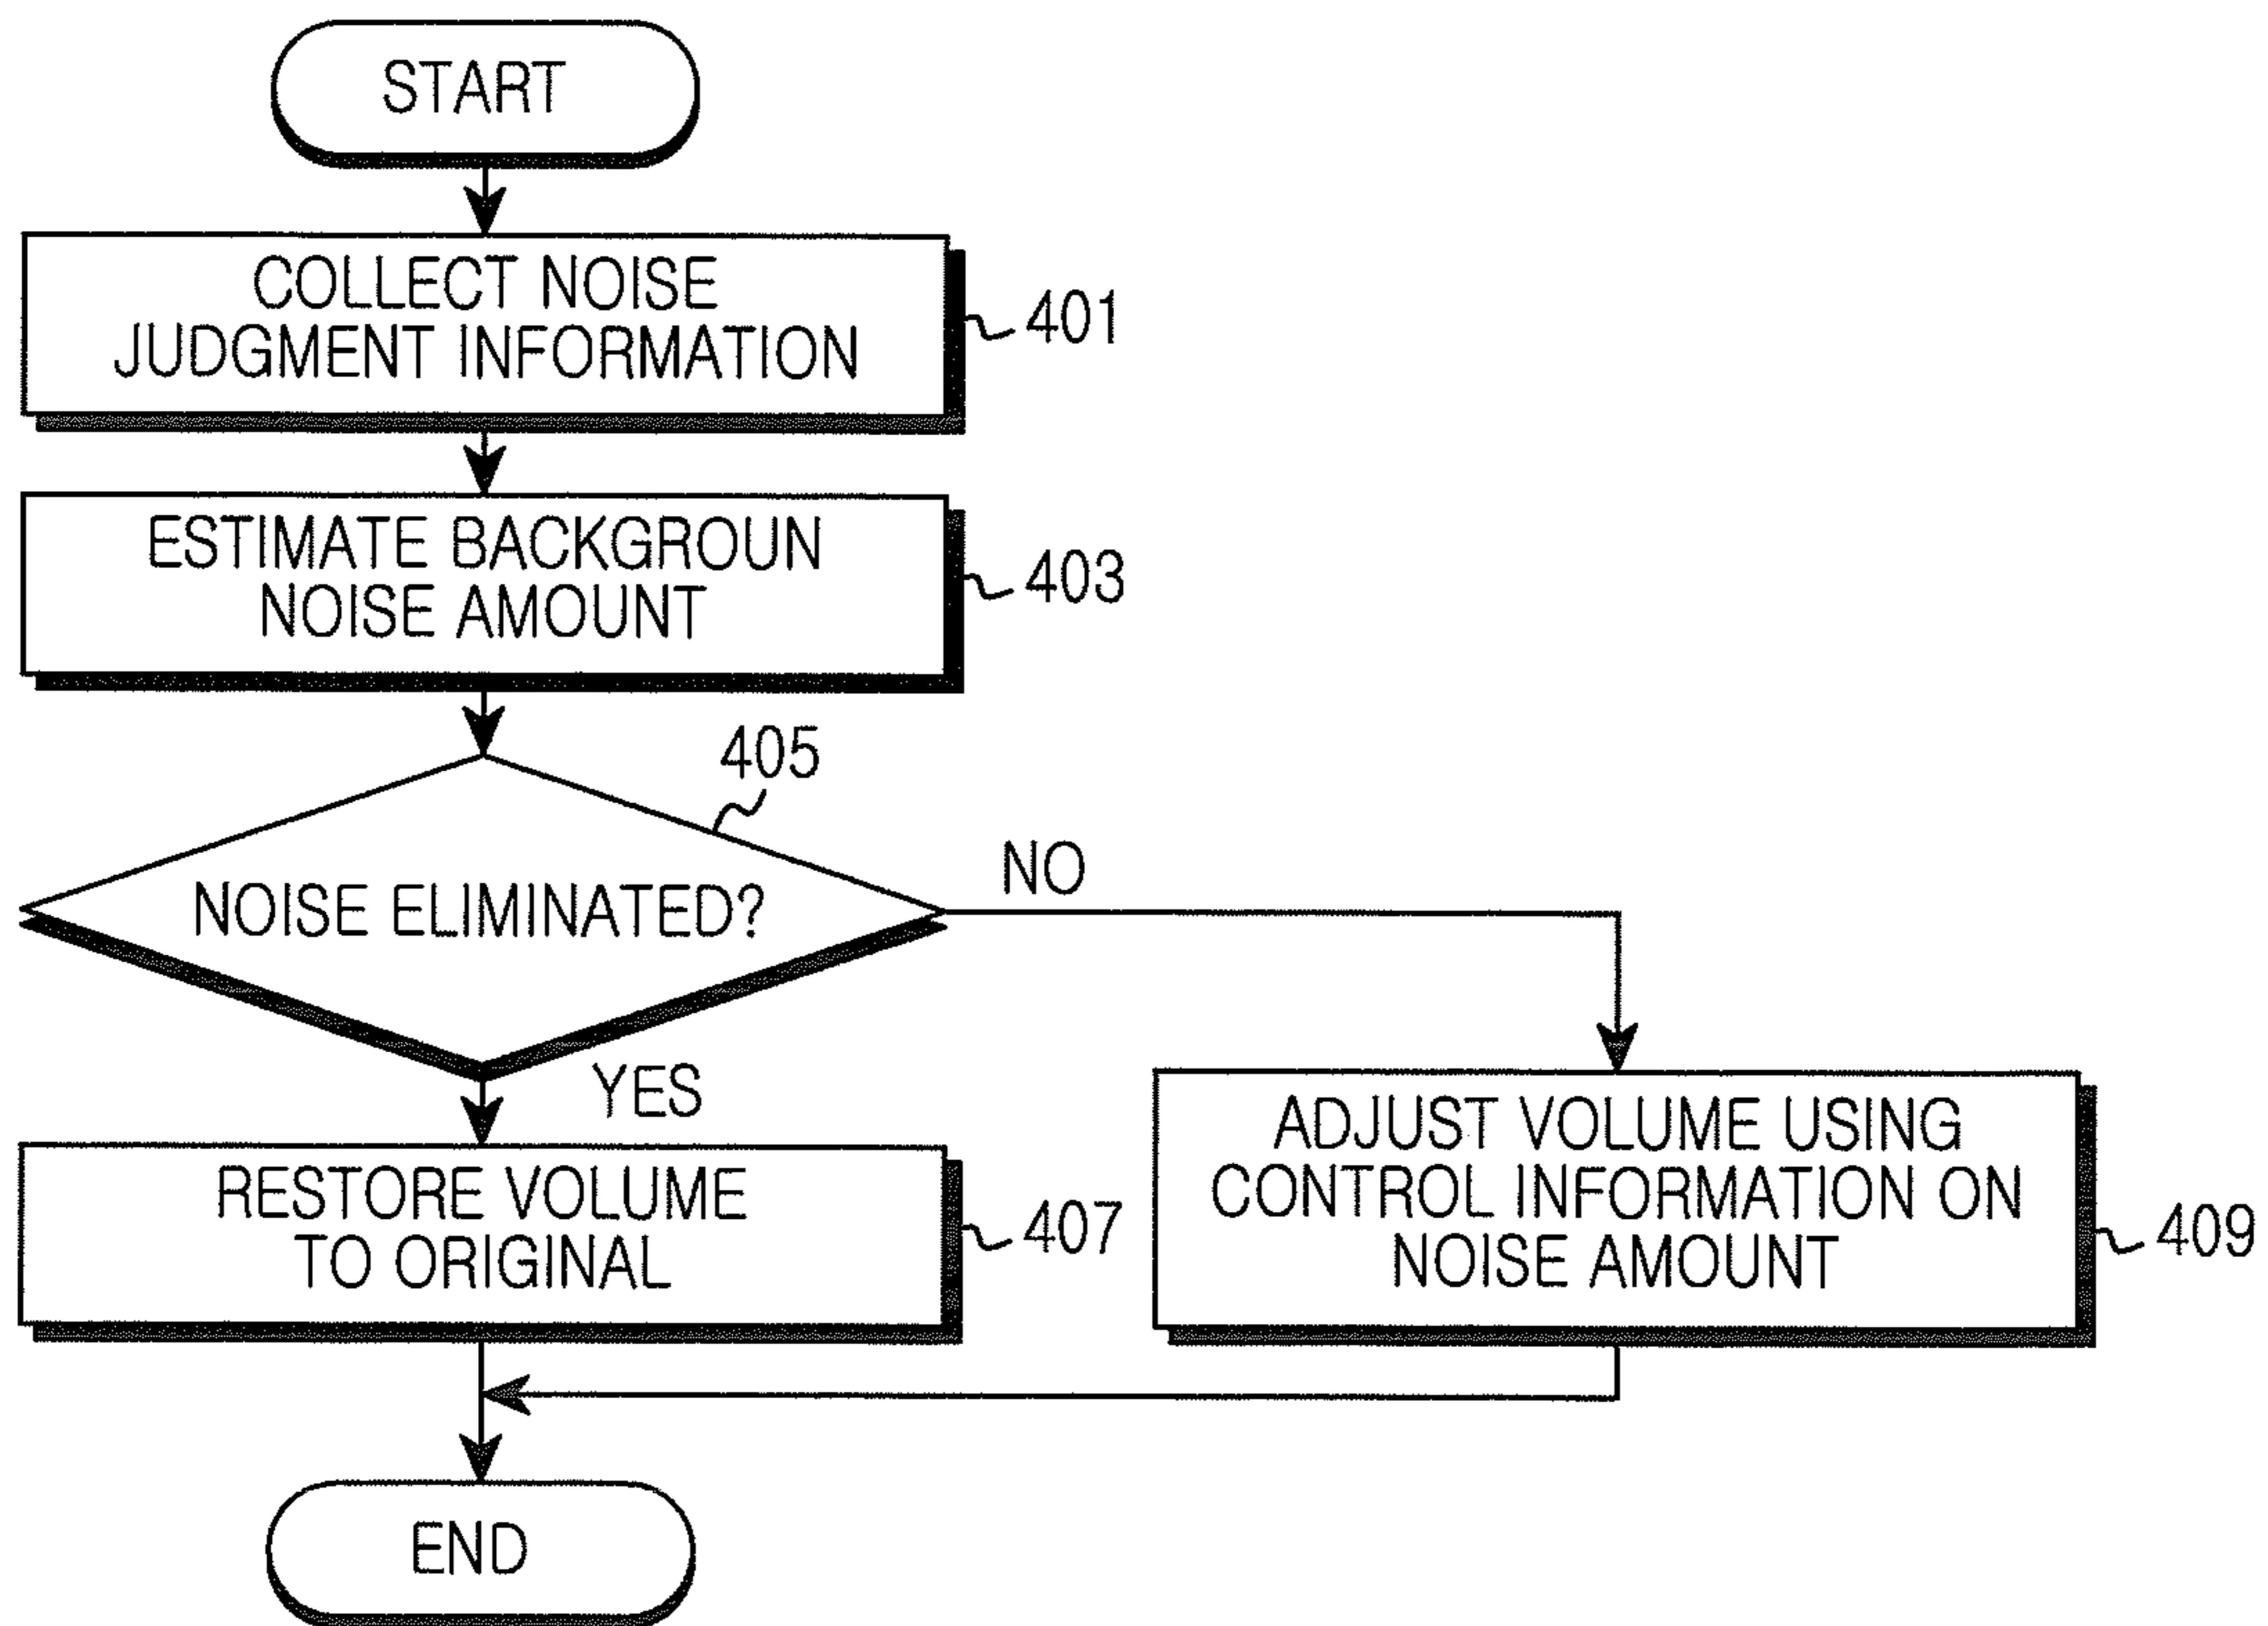 START
COLLECT NOISE
JUDGMENT INFORMATION
401
ESTIMATE BACKGROUN
NOISE AMOUNT
403
405
NOISE ELIMINATED?
NO
YES
RESTORE VOLUME
TO ORIGINAL
407
ADJUST VOLUME USING
CONTROL INFORMATION ON
NOISE AMOUNT
409
END